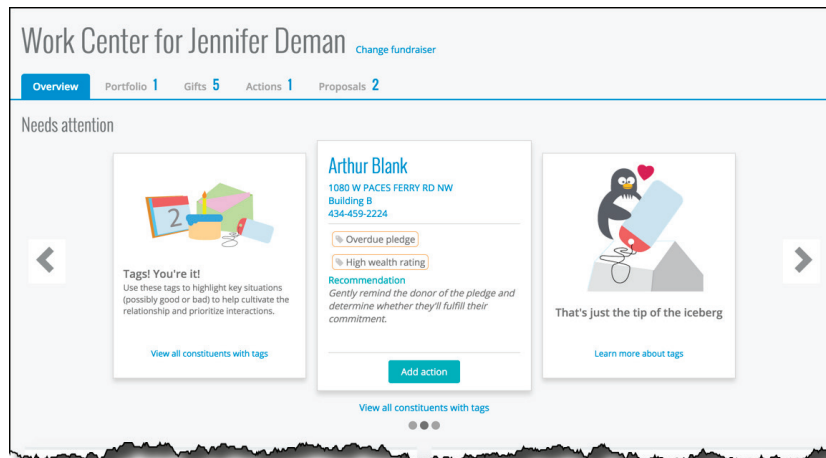 Work Center for Jennifer Deman Change fundraiser
Overview Portfolio 1 Gifts 5 Actions 1 Proposals 2
Needs attention
2
Tags! You're it!
Use these tags to highlight key situations
(possibly good or bad) to help cultivate the
relationship and prioritize interactions.
View all constituents with tags
Arthur Blank
1080 W PACES FERRY RD NW
Building B
434-459-2224
Overdue pledge
High wealth rating
Recommendation
Gently remind the donor of the pledge and
determine whether they'll fulfill their
commitment.
Add action
View all constituents with tags
That's just the tip of the iceberg
Learn more about tags